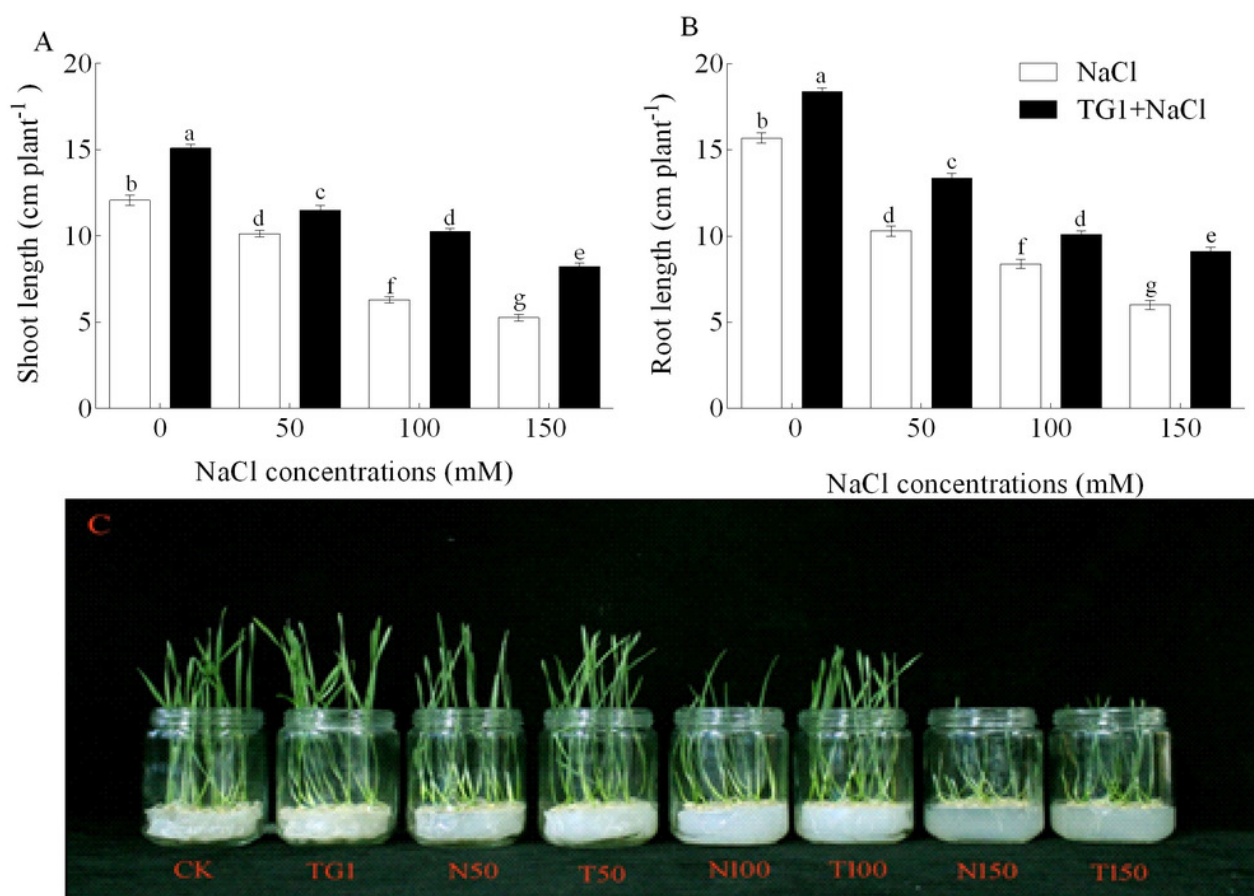 A
Shoot length (cm plant⁻¹)
20
15
10
5
0
b
a
d
c
f
d
g
e
0 50 100 150
NaCl concentrations (mM)
B
NaCl
TG1+NaCl
Root length (cm plant⁻¹)
20
15
10
5
0
b
a
d
c
f
d
g
e
0 50 100 150
NaCl concentrations (mM)
C
CK TG1 N50 T50 N100 T100 N150 T150